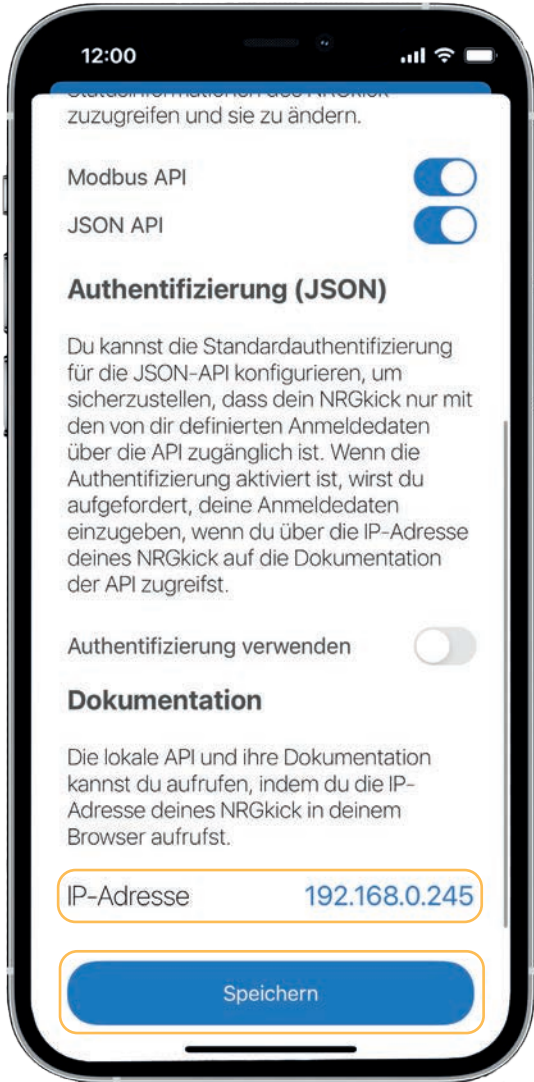 12:00
zuzugreifen und sie zu ändern.
Modbus API
JSON API
Authentifizierung (JSON)
Du kannst die Standardauthentifizierung
für die JSON-API konfigurieren, um
sicherzustellen, dass dein NRGkick nur mit
den von dir definierten Anmeldedaten
über die API zugänglich ist. Wenn die
Authentifizierung aktiviert ist, wirst du
aufgefordert, deine Anmeldedaten
einzugeben, wenn du über die IP-Adresse
deines NRGkick auf die Dokumentation
der API zugreifst.
Authentifizierung verwenden
Dokumentation
Die lokale API und ihre Dokumentation
kannst du aufrufen, indem du die IP-
Adresse deines NRGkick in deinem
Browser aufrufst.
IP-Adresse 192.168.0.245
Speichern